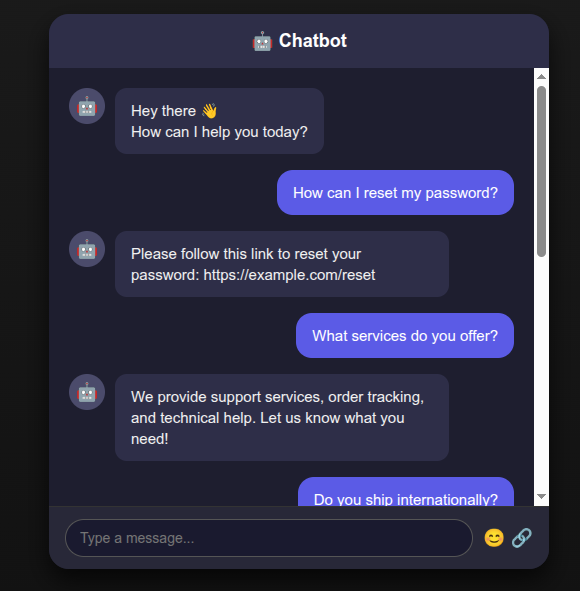 🤖 Chatbot
Hey there 👋
How can I help you today?
How can I reset my password?
Please follow this link to reset your
password: https://example.com/reset
What services do you offer?
We provide support services, order tracking,
and technical help. Let us know what you
need!
Do you ship internationally?
Type a message...